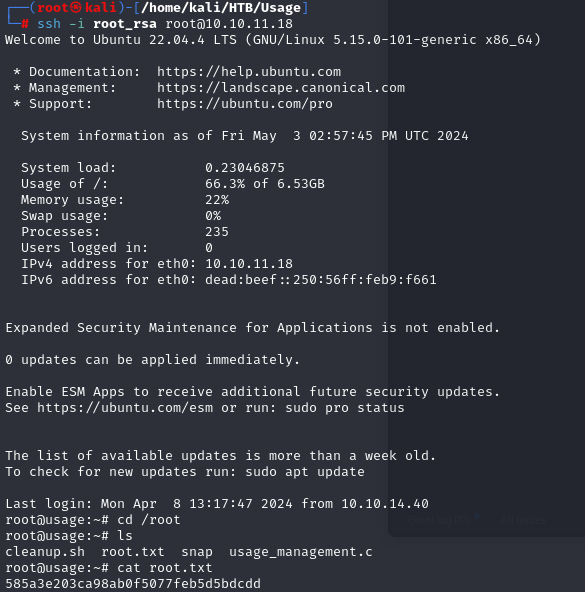 ┌──(root㉿kali)-[/home/kali/HTB/Usage]
└─# ssh -i root_rsa root@10.10.11.18
Welcome to Ubuntu 22.04.4 LTS (GNU/Linux 5.15.0-101-generic x86_64)
* Documentation: https://help.ubuntu.com
* Management: https://landscape.canonical.com
* Support: https://ubuntu.com/pro
System information as of Fri May 3 02:57:45 PM UTC 2024
System load: 0.23046875
Usage of /: 66.3% of 6.53GB
Memory usage: 22%
Swap usage: 0%
Processes: 235
Users logged in: 0
IPv4 address for eth0: 10.10.11.18
IPv6 address for eth0: dead:beef::250:56ff:feb9:f661
Expanded Security Maintenance for Applications is not enabled.
0 updates can be applied immediately.
Enable ESM Apps to receive additional future security updates.
See https://ubuntu.com/esm or run: sudo pro status
The list of available updates is more than a week old.
To check for new updates run: sudo apt update
Last login: Mon Apr 8 13:17:47 2024 from 10.10.14.40
root@usage:~# cd /root
root@usage:~# ls
cleanup.sh root.txt snap usage_management.c
root@usage:~# cat root.txt
585a3e203ca98ab0f5077feb5d5bdcdd